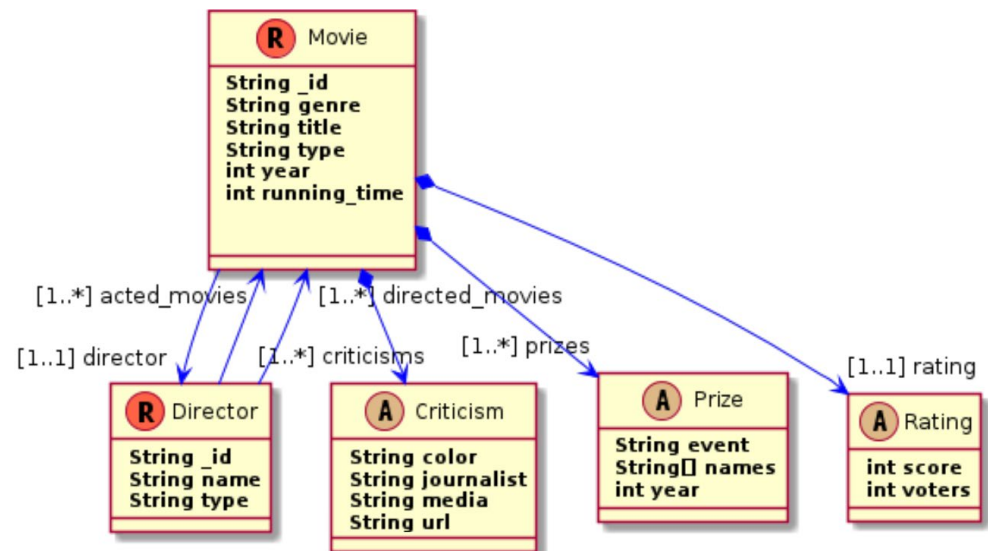 R Movie
String _id
String genre
String title
String type
int year
int running_time
[1..*] acted_movies
[1..*] directed_movies
[1..1] director
[1..*] criticisms
[1..*] prizes
[1..1] rating
R Director
String _id
String name
String type
A Criticism
String color
String journalist
String media
String url
A Prize
String event
String[] names
int year
A Rating
int score
int voters